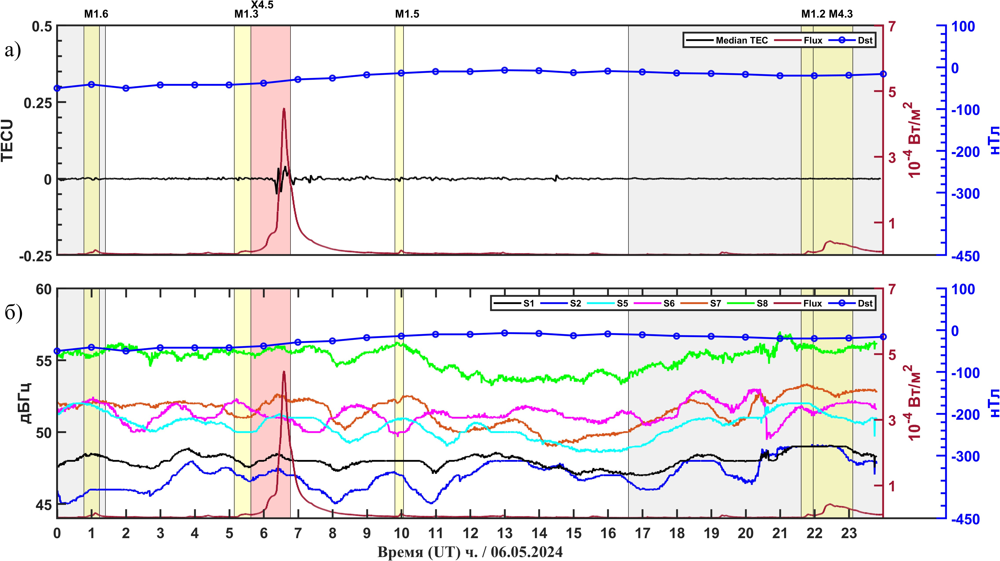 X4.5
M1.6 M1.3 M1.5 M1.2 M4.3
а)
0.5
0.25
0
-0.25
TECU
Median TEC Flux Dst
7
5
3
1
10-4 Вт/м2
100
0
-100
-200
-300
-450
нТл
б)
60
55
50
45
дБГц
S1 S2 S5 S6 S7 S8 Flux Dst
7
5
3
1
10-4 Вт/м2
100
0
-100
-200
-300
-450
нТл
0 1 2 3 4 5 6 7 8 9 10 11 12 13 14 15 16 17 18 19 20 21 22 23
Время (UT) ч. / 06.05.2024